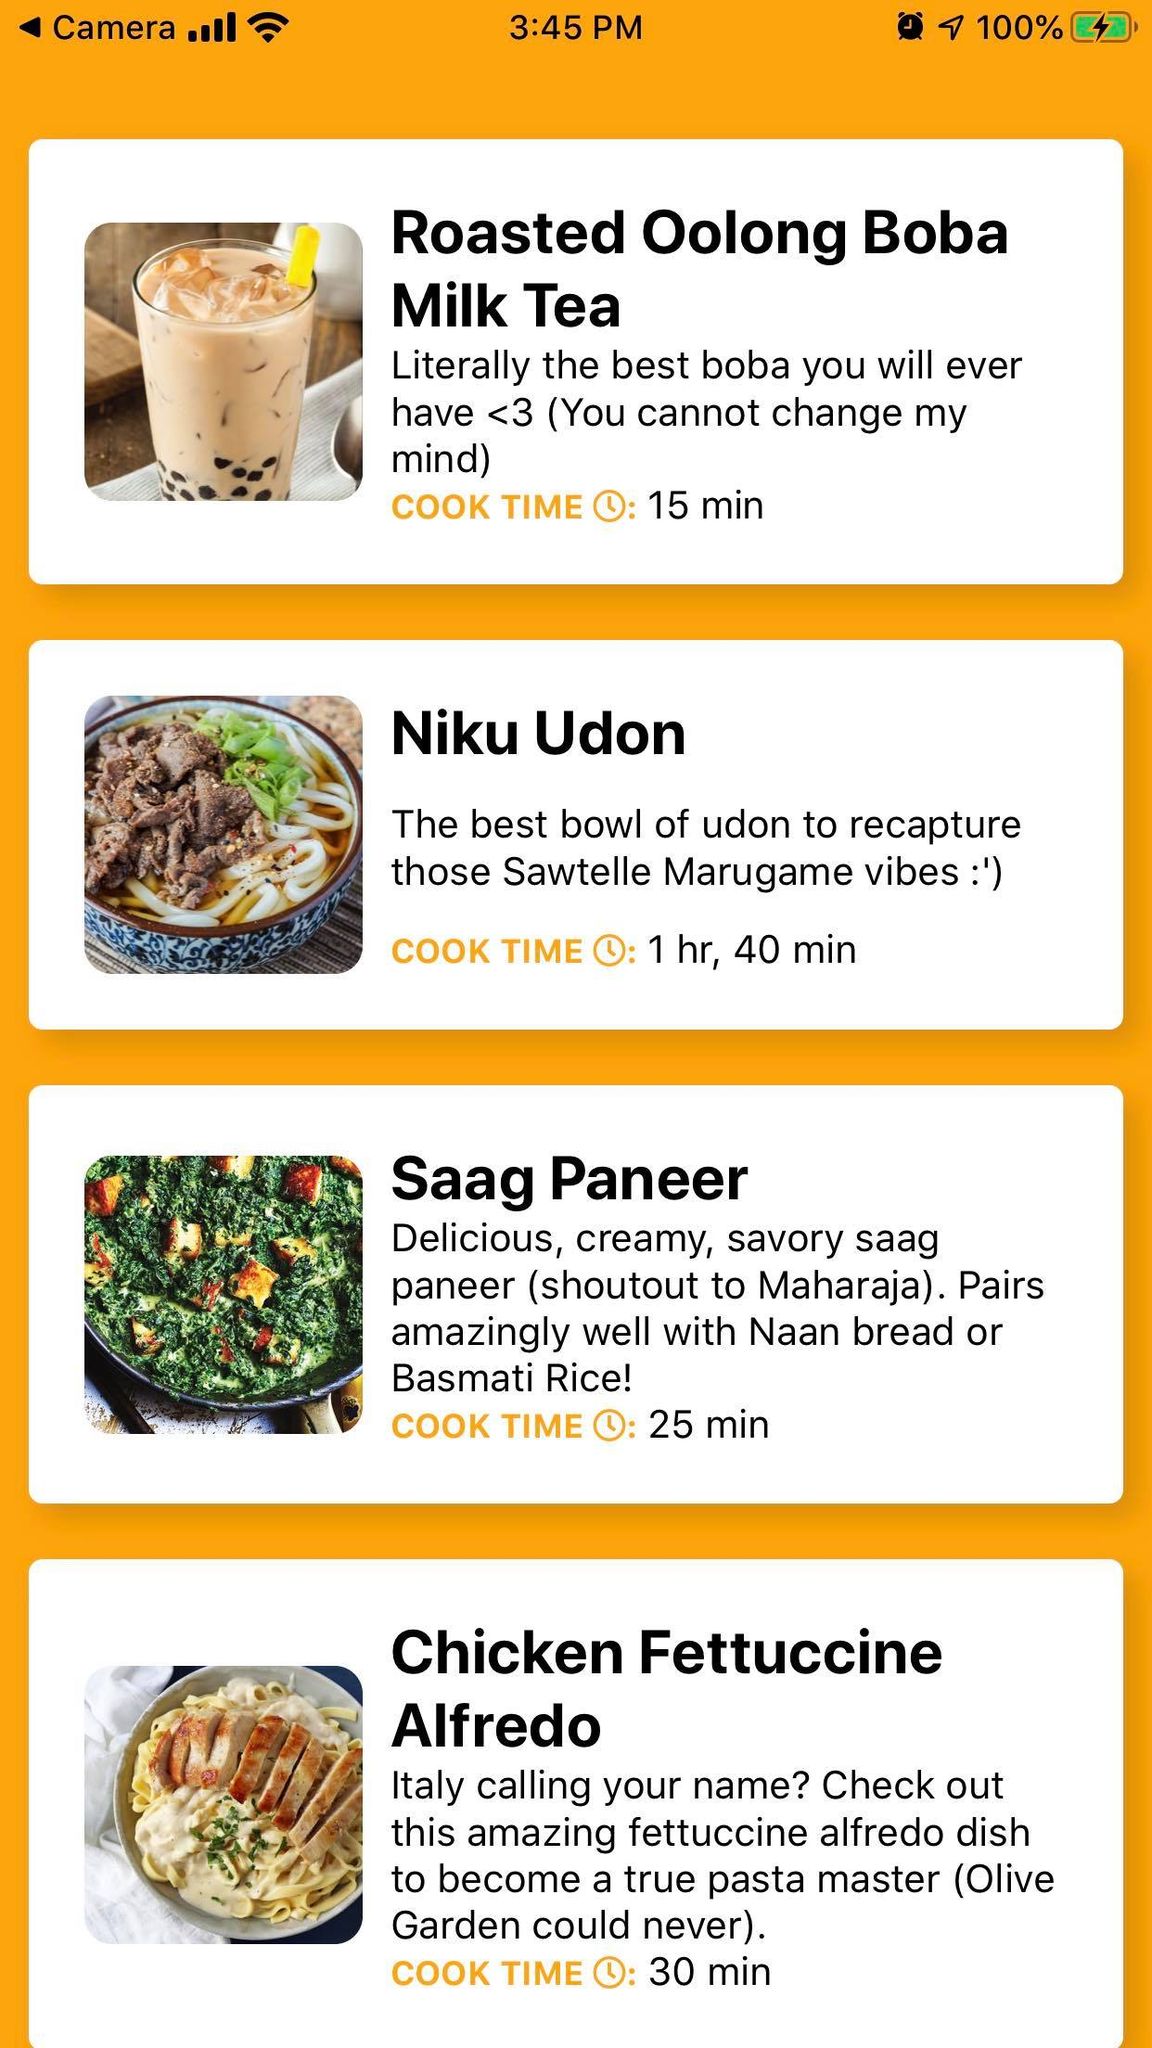 Camera 3:45 PM 100%
Roasted Oolong Boba
Milk Tea
Literally the best boba you will ever
have <3 (You cannot change my
mind)
COOK TIME : 15 min
Niku Udon
The best bowl of udon to recapture
those Sawtelle Marugame vibes :')
COOK TIME : 1 hr, 40 min
Saag Paneer
Delicious, creamy, savory saag
paneer (shoutout to Maharaja). Pairs
amazingly well with Naan bread or
Basmati Rice!
COOK TIME : 25 min
Chicken Fettuccine
Alfredo
Italy calling your name? Check out
this amazing fettuccine alfredo dish
to become a true pasta master (Olive
Garden could never).
COOK TIME : 30 min